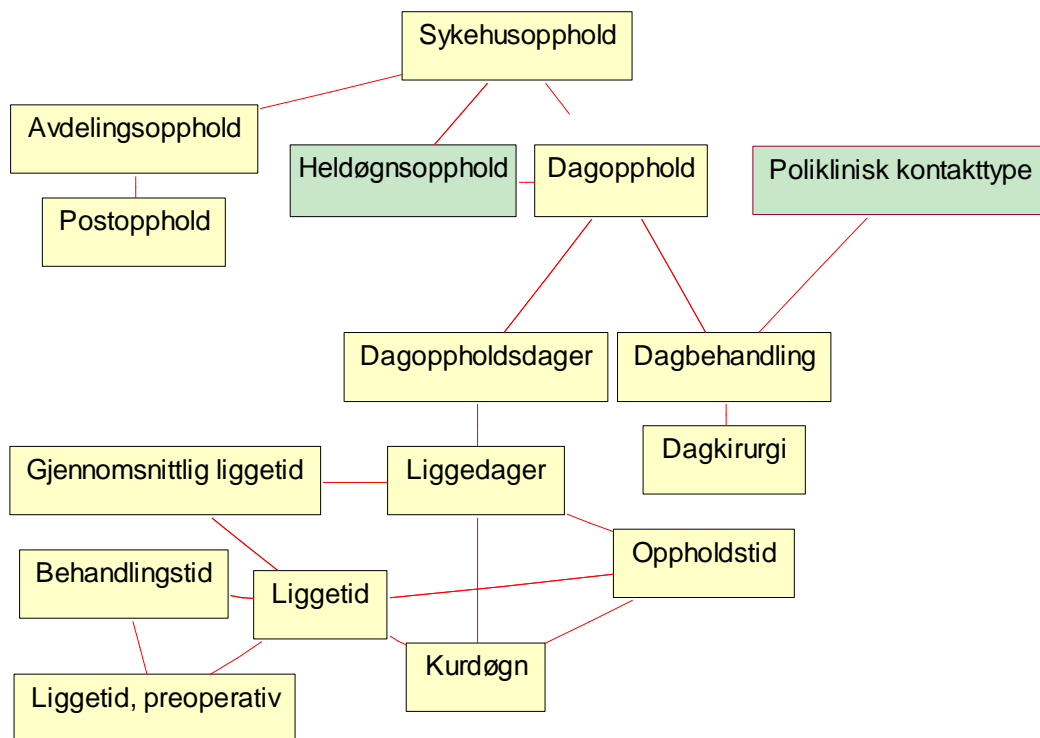 Sykehusopphold
Avdelingsopphold
Heldøgnsopphold
Dagopphold
Poliklinisk kontakttype
Postopphold
Dagoppholdsdager
Dagbehandling
Dagkirurgi
Gjennomsnittlig liggetid
Liggedager
Oppholdstid
Behandlingstid
Liggetid
Kurdøgn
Liggetid, preoperativ